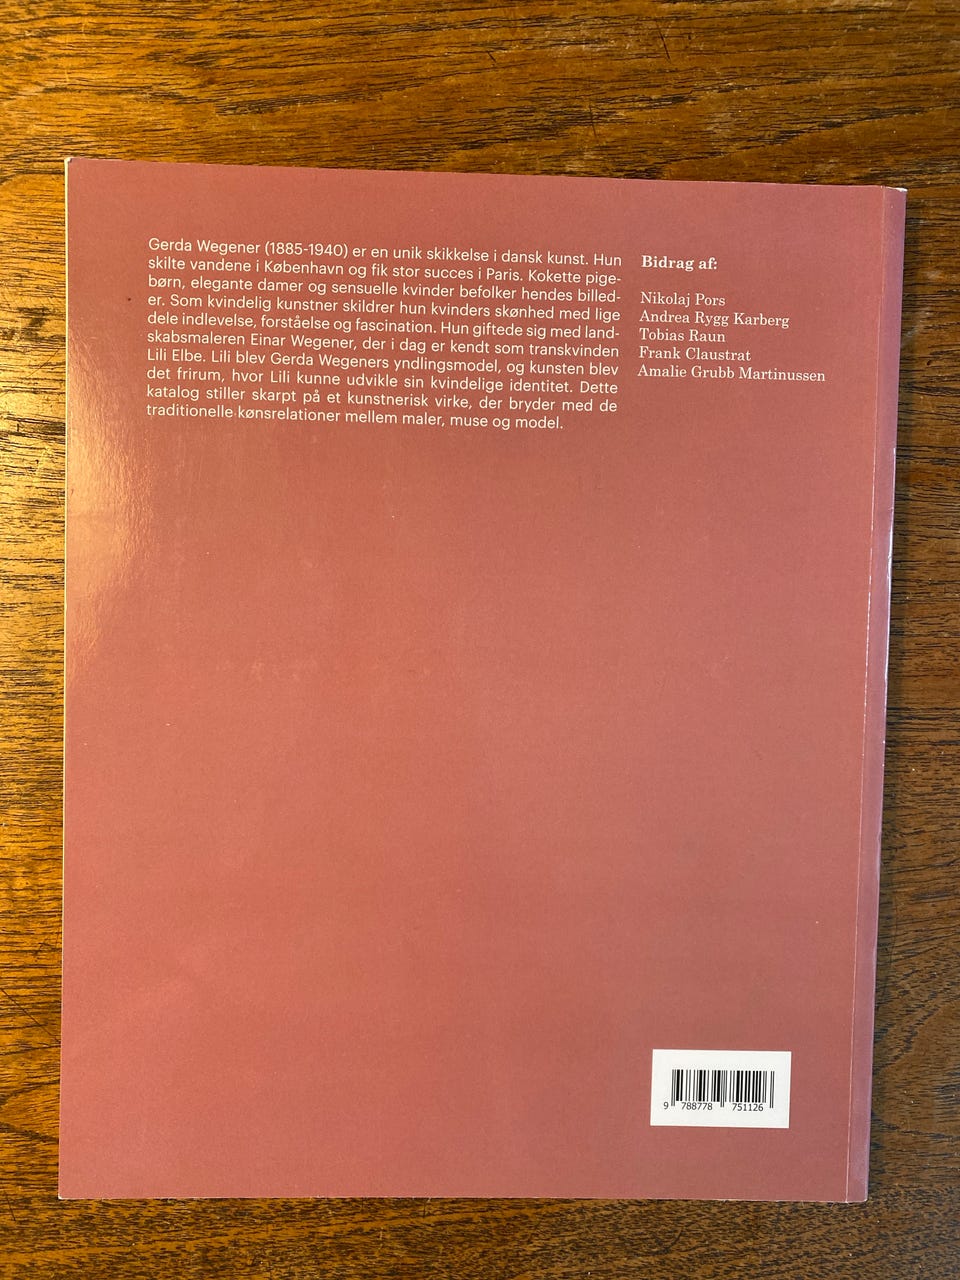 Gerda Wegener (1885-1940) er en unik skikkelse i dansk kunst. Hun
skilte vandene i København og fik stor succes i Paris. Kokette pige-
børn, elegante damer og sensuelle kvinder befolker hendes billed-
er. Som kvindelig kunstner skildrer hun kvinders skønhed med lige
dele indlevelse, forståelse og fascination. Hun giftede sig med land-
skabsmaleren Einar Wegener, der i dag er kendt som transkvinden
Lili Elbe. Lili blev Gerda Wegeners yndlingsmodel, og kunsten blev
det frirum, hvor Lili kunne udvikle sin kvindelige identitet. Dette
katalog stiller skarpt på et kunstnerisk virke, der bryder med de
traditionelle kønsrelationer mellem maler, muse og model.
Bidrag af:
Nikolaj Pors
Andrea Rygg Karberg
Tobias Raun
Frank Claustrat
Amalie Grubb Martinussen
9 788778 751126